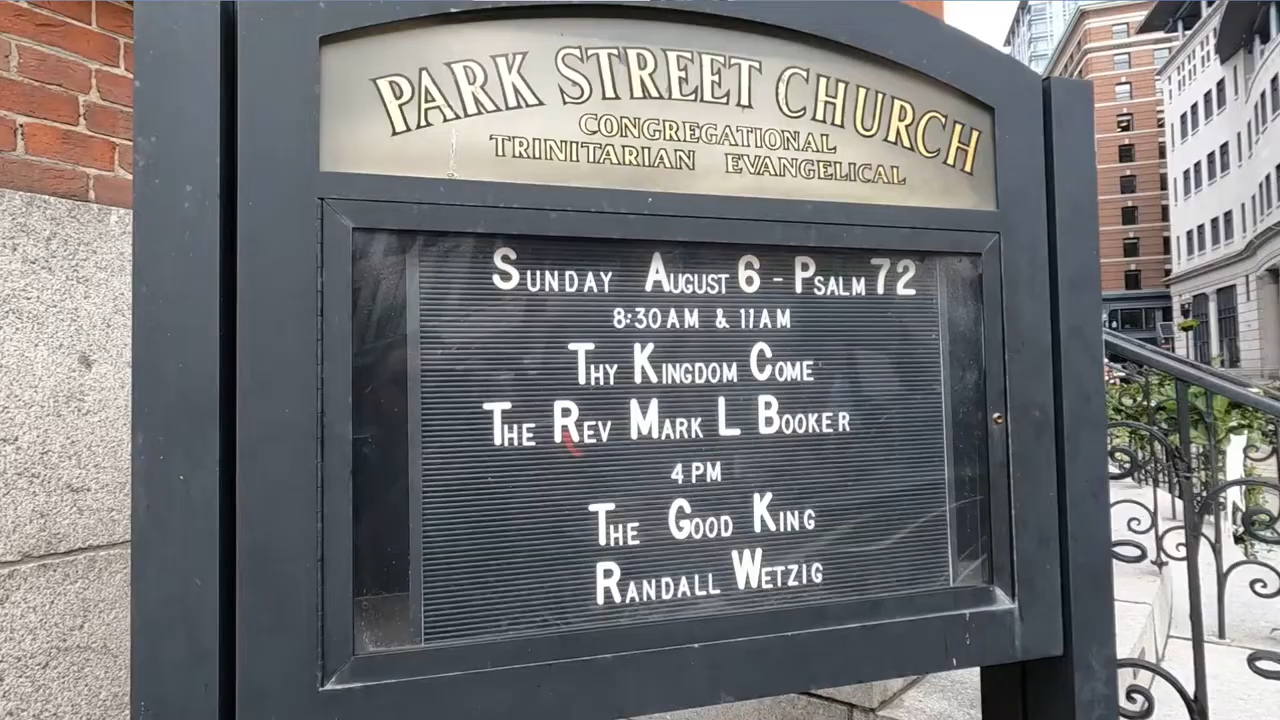 PARK STREET CHURCH
CONGREGATIONAL
TRINITARIAN EVANGELICAL
SUNDAY AUGUST 6 - PSALM 72
8:30AM & 11AM
THY KINGDOM COME
THE REV MARK L BOOKER
4PM
THE GOOD KING
RANDALL WETZIG